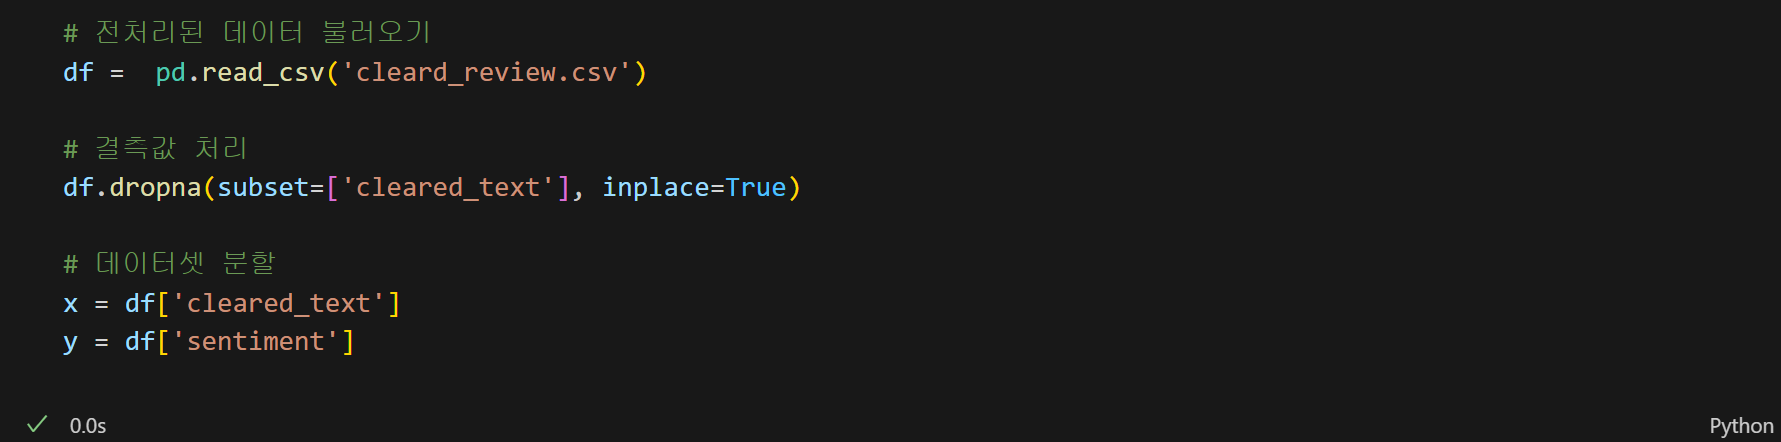 # 전처리된 데이터 불러오기
df =  pd.read_csv('cleard_review.csv')
# 결측값 처리
df.dropna(subset=['cleared_text'], inplace=True)
# 데이터셋 분할
x = df['cleared_text']
y = df['sentiment']
0.0s
Python